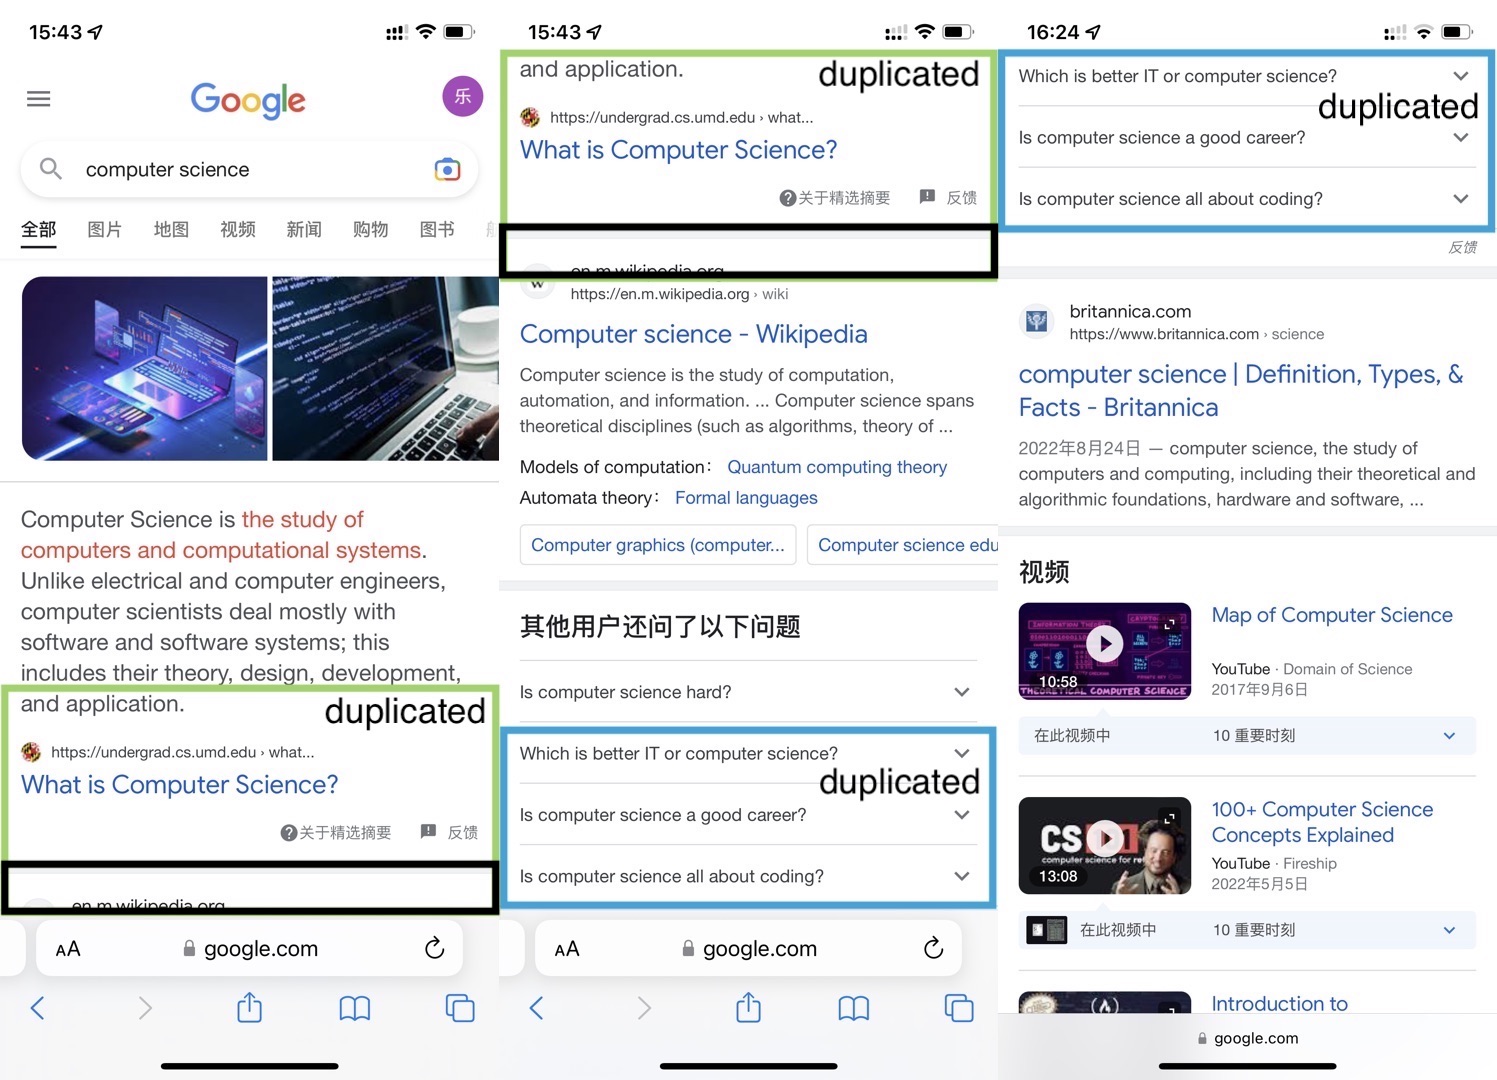 15:43
Google
乐
computer science
全部 图片 地图 视频 新闻 购物 图书
Computer Science is the study of
computers and computational systems.
Unlike electrical and computer engineers,
computer scientists deal mostly with
software and software systems; this
includes their theory, design, development,
and application.
duplicated
https://undergrad.cs.umd.edu › what...
What is Computer Science?
关于精选摘要 反馈
en.m.wikipedia.org
AA google.com
15:43
and application.
duplicated
https://undergrad.cs.umd.edu › what...
What is Computer Science?
关于精选摘要 反馈
en.m.wikipedia.org
W
https://en.m.wikipedia.org › wiki
Computer science - Wikipedia
Computer science is the study of computation,
automation, and information. ... Computer science spans
theoretical disciplines (such as algorithms, theory of ...
Models of computation： Quantum computing theory
Automata theory： Formal languages
Computer graphics (computer... Computer science edu
其他用户还问了以下问题
Is computer science hard?
Which is better IT or computer science?
duplicated
Is computer science a good career?
Is computer science all about coding?
AA google.com
16:24
Which is better IT or computer science?
duplicated
Is computer science a good career?
Is computer science all about coding?
反馈
britannica.com
https://www.britannica.com › science
computer science | Definition, Types, &
Facts - Britannica
2022年8月24日 — computer science, the study of
computers and computing, including their theoretical and
algorithmic foundations, hardware and software, ...
视频
Map of Computer Science
YouTube · Domain of Science
2017年9月6日
10:58
THEORETICAL COMPUTER SCIENCE
在此视频中 10 重要时刻
100+ Computer Science
Concepts Explained
YouTube · Fireship
2022年5月5日
CS
computer science for
13:08
在此视频中 10 重要时刻
Introduction to
google.com